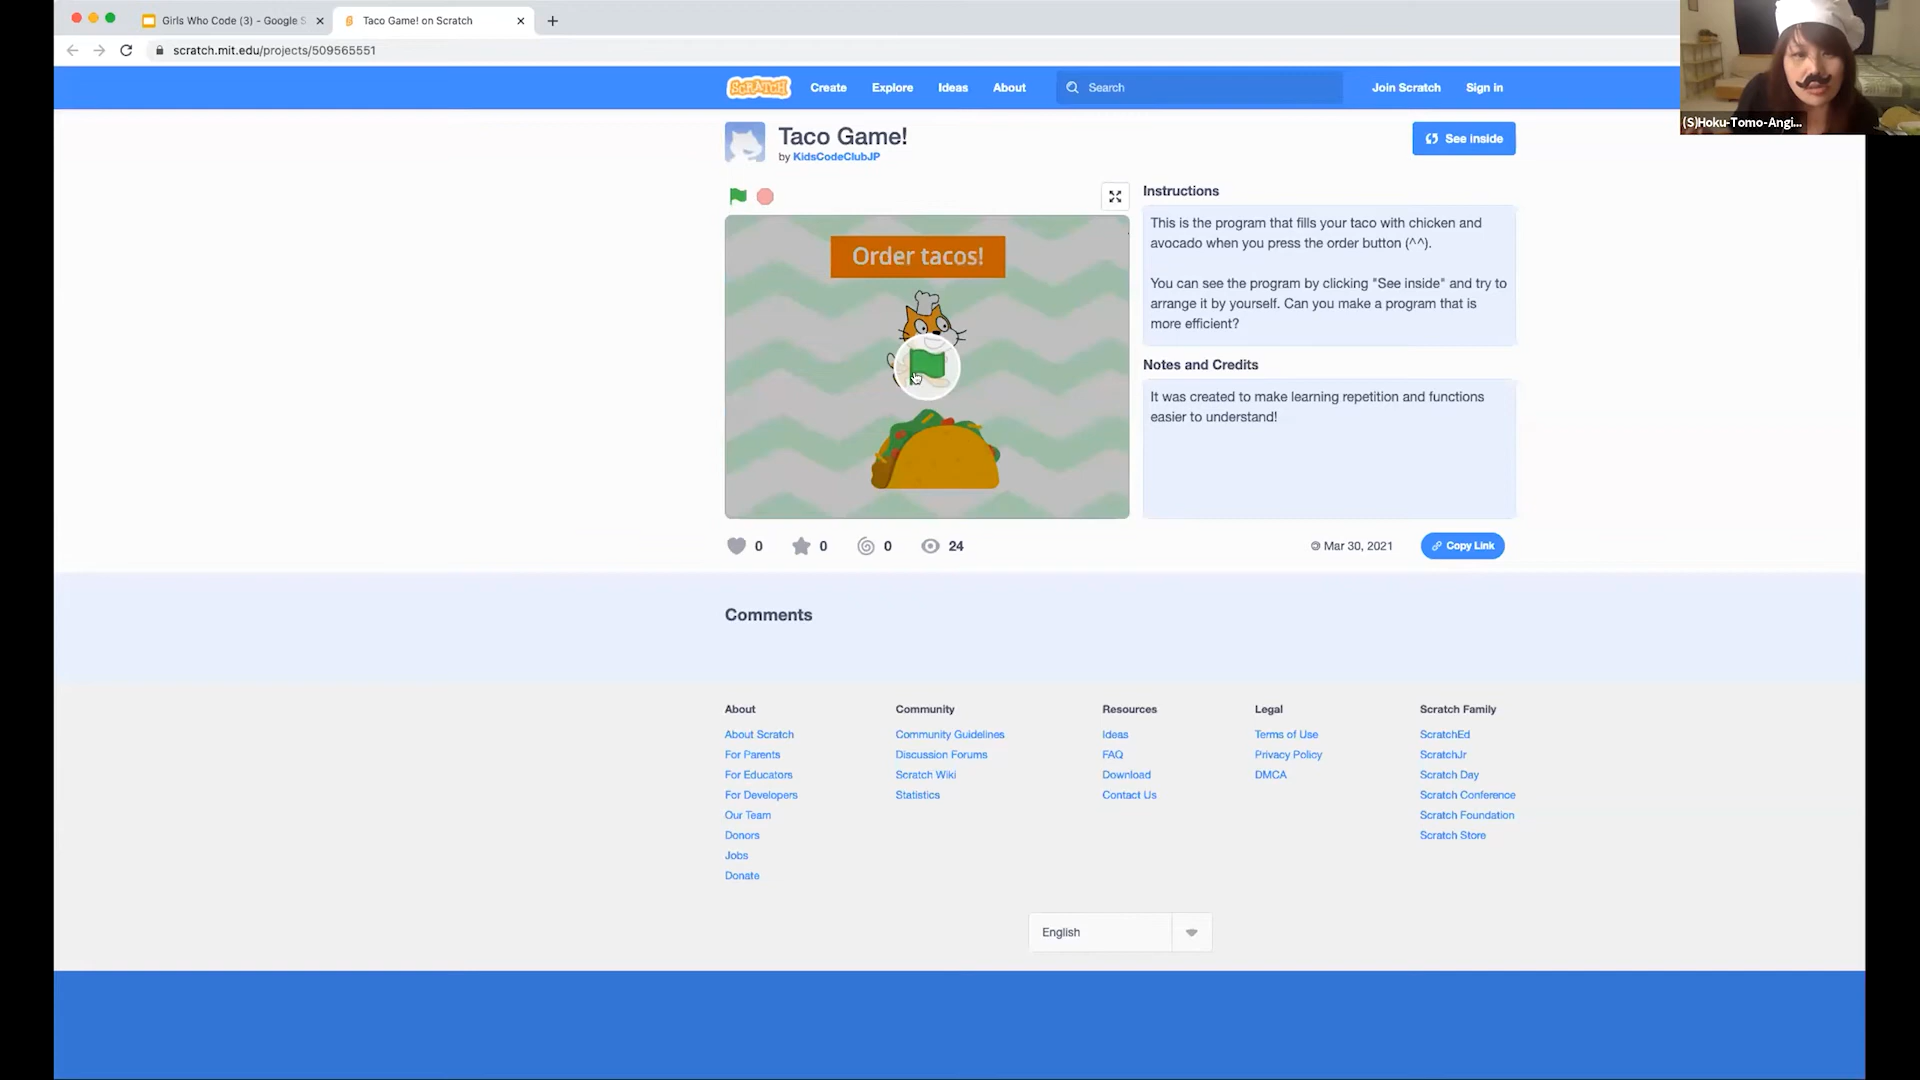 Girls Who Code (3) - Google S
Taco Game! on Scratch
scratch.mit.edu/projects/509565551
SCRATCH
Create
Explore
Ideas
About
Search
Join Scratch
Sign in
(S)Hoku-Tomo-Angi...
Taco Game!
by KidsCodeClubJP
See inside
Order tacos!
Instructions
This is the program that fills your taco with chicken and
avocado when you press the order button (^^).
You can see the program by clicking "See inside" and try to
arrange it by yourself. Can you make a program that is
more efficient?
Notes and Credits
It was created to make learning repetition and functions
easier to understand!
0
0
0
24
© Mar 30, 2021
Copy Link
Comments
About
About Scratch
For Parents
For Educators
For Developers
Our Team
Donors
Jobs
Donate
Community
Community Guidelines
Discussion Forums
Scratch Wiki
Statistics
Resources
Ideas
FAQ
Download
Contact Us
Legal
Terms of Use
Privacy Policy
DMCA
Scratch Family
ScratchEd
ScratchJr
Scratch Day
Scratch Conference
Scratch Foundation
Scratch Store
English